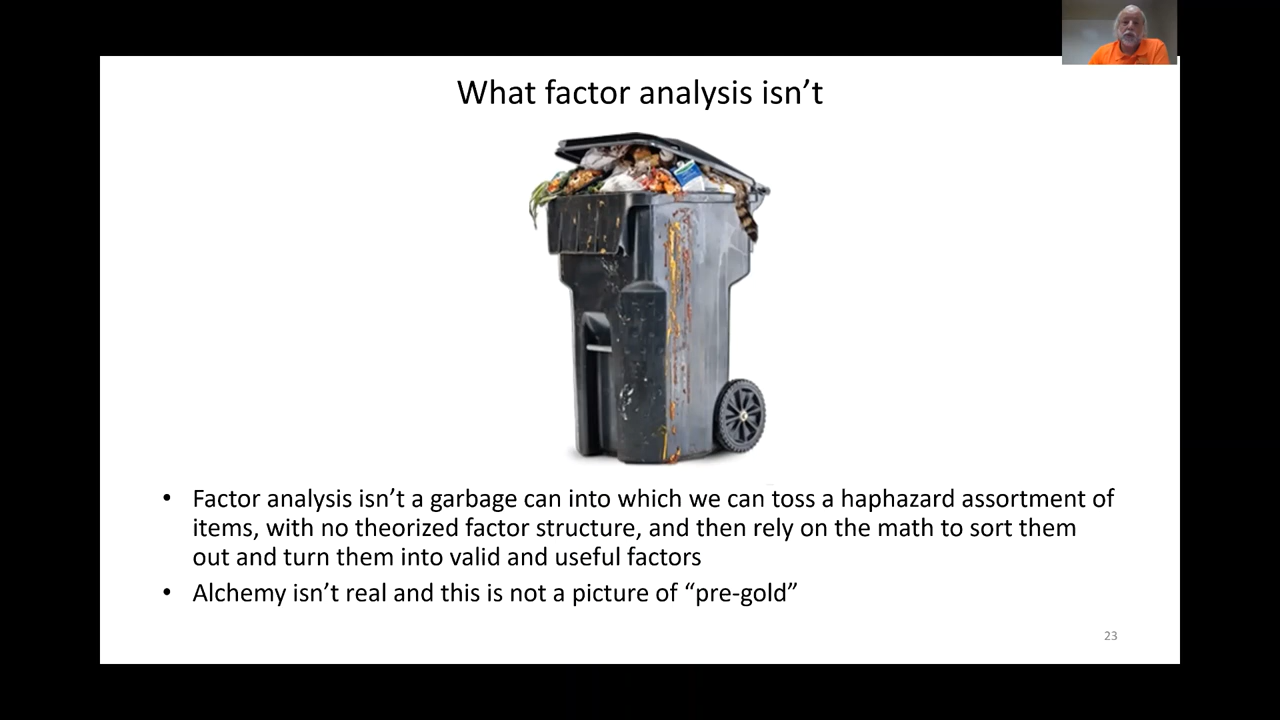 What factor analysis isn’t
• Factor analysis isn’t a garbage can into which we can toss a haphazard assortment of
items, with no theorized factor structure, and then rely on the math to sort them
out and turn them into valid and useful factors
• Alchemy isn’t real and this is not a picture of “pre-gold”
23